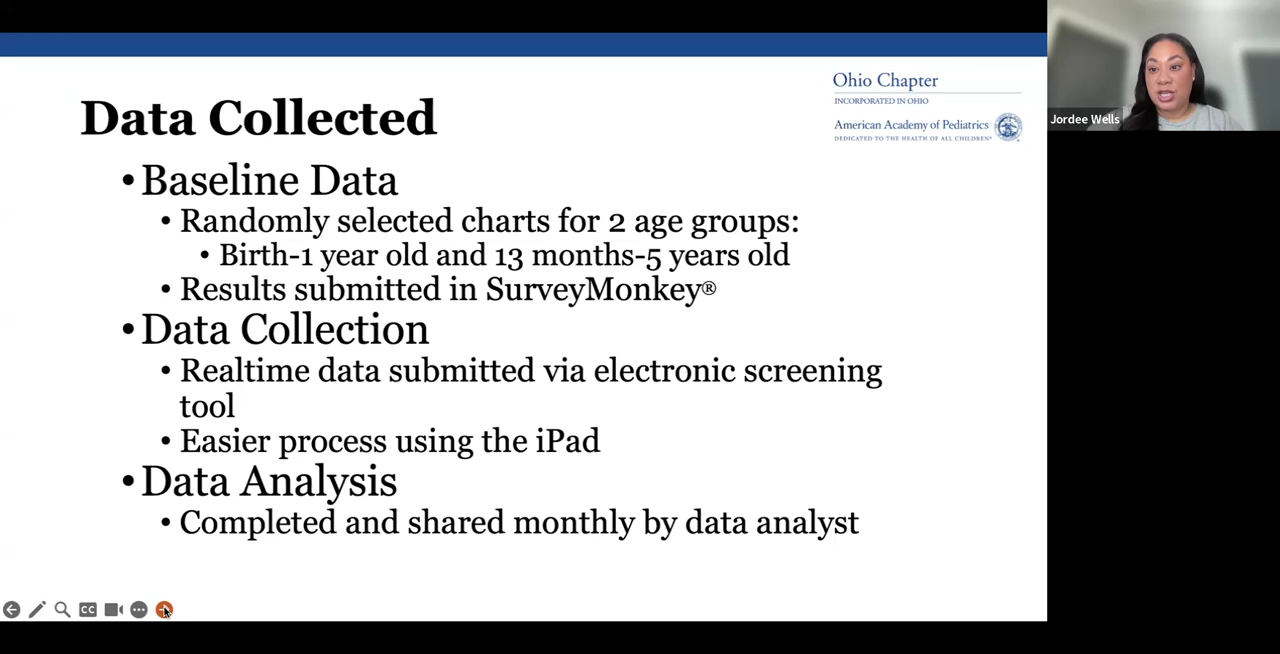 Ohio Chapter
INCORPORATED IN OHIO
American Academy of Pediatrics
DEDICATED TO THE HEALTH OF ALL CHILDREN®
Jordee Wells
Data Collected
•Baseline Data
• Randomly selected charts for 2 age groups:
• Birth-1 year old and 13 months-5 years old
• Results submitted in SurveyMonkey®
•Data Collection
• Realtime data submitted via electronic screening
tool
• Easier process using the iPad
•Data Analysis
• Completed and shared monthly by data analyst
CC